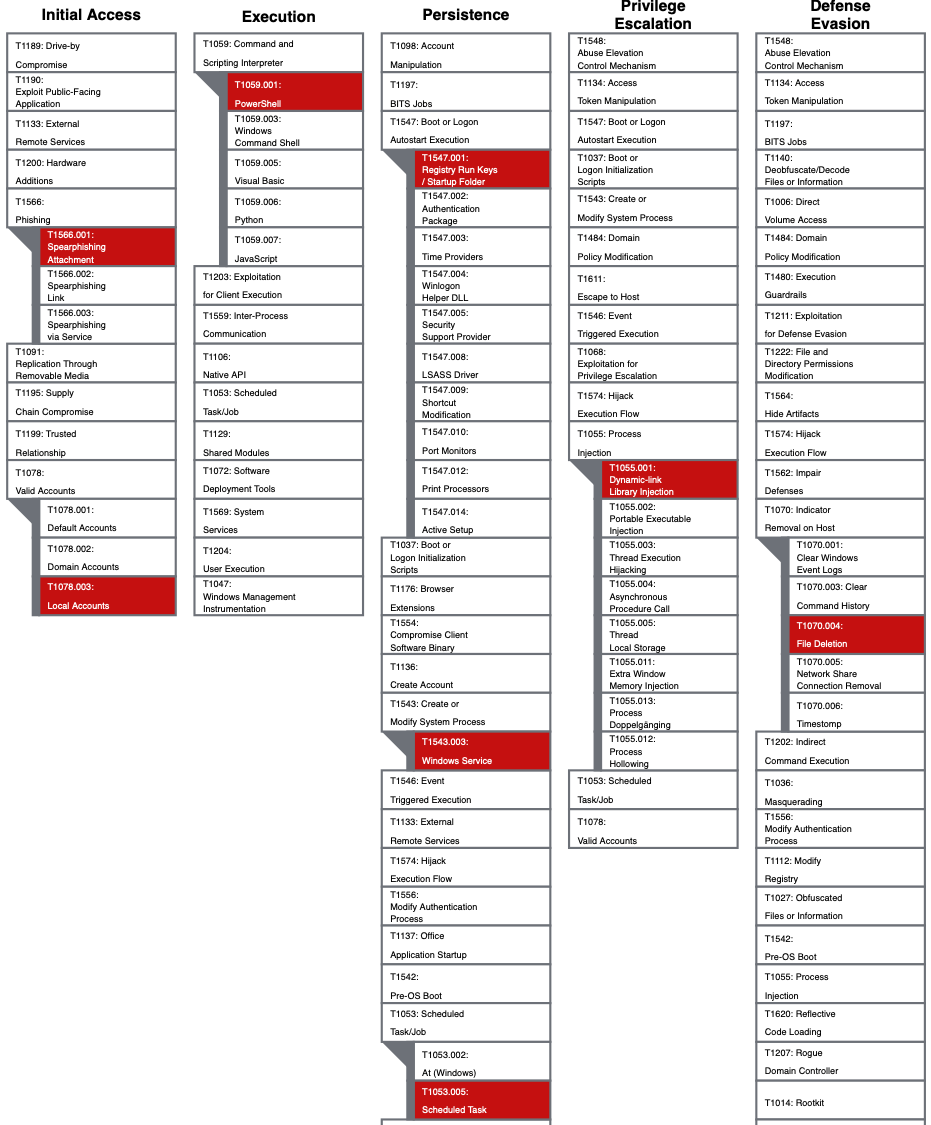 Initial Access
T1189: Drive-by
Compromise
T1190:
Exploit Public-Facing
Application
T1133: External
Remote Services
T1200: Hardware
Additions
T1566:
Phishing
T1566.001:
Spearphishing
Attachment
T1566.002:
Spearphishing
Link
T1566.003:
Spearphishing
via Service
T1091:
Replication Through
Removable Media
T1195: Supply
Chain Compromise
T1199: Trusted
Relationship
T1078:
Valid Accounts
T1078.001:
Default Accounts
T1078.002:
Domain Accounts
T1078.003:
Local Accounts
Execution
T1059: Command and
Scripting Interpreter
T1059.001:
PowerShell
T1059.003:
Windows
Command Shell
T1059.005:
Visual Basic
T1059.006:
Python
T1059.007:
JavaScript
T1203: Exploitation
for Client Execution
T1559: Inter-Process
Communication
T1106:
Native API
T1053: Scheduled
Task/Job
T1129:
Shared Modules
T1072: Software
Deployment Tools
T1569: System
Services
T1204:
User Execution
T1047:
Windows Management
Instrumentation
Persistence
T1098: Account
Manipulation
T1197:
BITS Jobs
T1547: Boot or Logon
Autostart Execution
T1547.001:
Registry Run Keys
/ Startup Folder
T1547.002:
Authentication
Package
T1547.003:
Time Providers
T1547.004:
Winlogon
Helper DLL
T1547.005:
Security
Support Provider
T1547.008:
LSASS Driver
T1547.009:
Shortcut
Modification
T1547.010:
Port Monitors
T1547.012:
Print Processors
T1547.014:
Active Setup
T1037: Boot or
Logon Initialization
Scripts
T1176: Browser
Extensions
T1554:
Compromise Client
Software Binary
T1136:
Create Account
T1543: Create or
Modify System Process
T1543.003:
Windows Service
T1546: Event
Triggered Execution
T1133: External
Remote Services
T1574: Hijack
Execution Flow
T1556:
Modify Authentication
Process
T1137: Office
Application Startup
T1542:
Pre-OS Boot
T1053: Scheduled
Task/Job
T1053.002:
At (Windows)
T1053.005:
Scheduled Task
Privilege
Escalation
T1548:
Abuse Elevation
Control Mechanism
T1134: Access
Token Manipulation
T1547: Boot or Logon
Autostart Execution
T1037: Boot or
Logon Initialization
Scripts
T1543: Create or
Modify System Process
T1484: Domain
Policy Modification
T1611:
Escape to Host
T1546: Event
Triggered Execution
T1068:
Exploitation for
Privilege Escalation
T1574: Hijack
Execution Flow
T1055: Process
Injection
T1055.001:
Dynamic-link
Library Injection
T1055.002:
Portable Executable
Injection
T1055.003:
Thread Execution
Hijacking
T1055.004:
Asynchronous
Procedure Call
T1055.005:
Thread
Local Storage
T1055.011:
Extra Window
Memory Injection
T1055.013:
Process
Doppelgänging
T1055.012:
Process
Hollowing
T1053: Scheduled
Task/Job
T1078:
Valid Accounts
Defense
Evasion
T1548:
Abuse Elevation
Control Mechanism
T1134: Access
Token Manipulation
T1197:
BITS Jobs
T1140:
Deobfuscate/Decode
Files or Information
T1006: Direct
Volume Access
T1484: Domain
Policy Modification
T1480: Execution
Guardrails
T1211: Exploitation
for Defense Evasion
T1222: File and
Directory Permissions
Modification
T1564:
Hide Artifacts
T1574: Hijack
Execution Flow
T1562: Impair
Defenses
T1070: Indicator
Removal on Host
T1070.001:
Clear Windows
Event Logs
T1070.003: Clear
Command History
T1070.004:
File Deletion
T1070.005:
Network Share
Connection Removal
T1070.006:
Timestomp
T1202: Indirect
Command Execution
T1036:
Masquerading
T1556:
Modify Authentication
Process
T1112: Modify
Registry
T1027: Obfuscated
Files or Information
T1542:
Pre-OS Boot
T1055: Process
Injection
T1620: Reflective
Code Loading
T1207: Rogue
Domain Controller
T1014: Rootkit